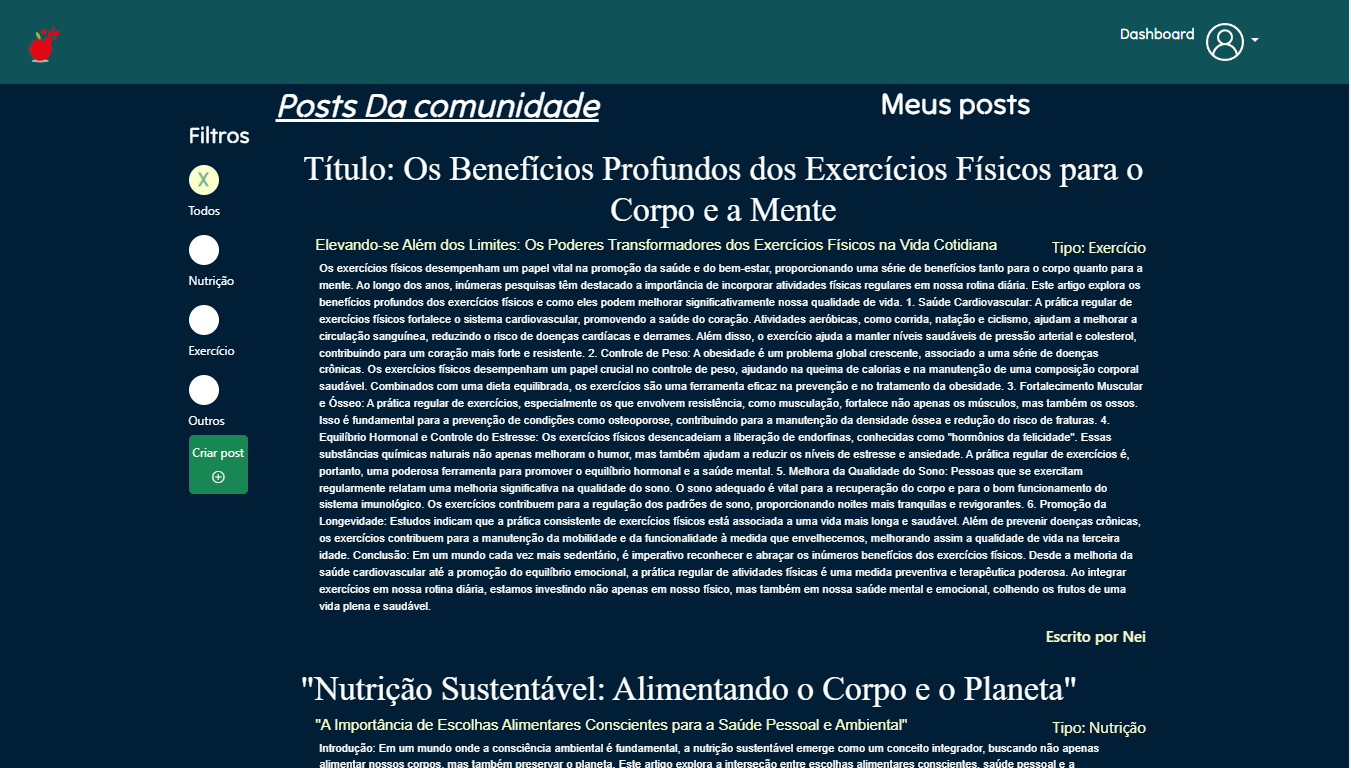 Dashboard
Posts Da comunidade
Meus posts
Filtros
X
Todos
Nutrição
Exercício
Outros
Criar post
Título: Os Benefícios Profundos dos Exercícios Físicos para o
Corpo e a Mente
Elevando-se Além dos Limites: Os Poderes Transformadores dos Exercícios Físicos na Vida Cotidiana
Tipo: Exercício
Os exercícios físicos desempenham um papel vital na promoção da saúde e do bem-estar, proporcionando uma série de benefícios tanto para o corpo quanto para a
mente. Ao longo dos anos, inúmeras pesquisas têm destacado a importância de incorporar atividades físicas regulares em nossa rotina diária. Este artigo explora os
benefícios profundos dos exercícios físicos e como eles podem melhorar significativamente nossa qualidade de vida. 1. Saúde Cardiovascular: A prática regular de
exercícios físicos fortalece o sistema cardiovascular, promovendo a saúde do coração. Atividades aeróbicas, como corrida, natação e ciclismo, ajudam a melhorar a
circulação sanguínea, reduzindo o risco de doenças cardíacas e derrames. Além disso, o exercício ajuda a manter níveis saudáveis de pressão arterial e colesterol,
contribuindo para um coração mais forte e resistente. 2. Controle de Peso: A obesidade é um problema global crescente, associado a uma série de doenças
crônicas. Os exercícios físicos desempenham um papel crucial no controle de peso, ajudando na queima de calorias e na manutenção de uma composição corporal
saudável. Combinados com uma dieta equilibrada, os exercícios são uma ferramenta eficaz na prevenção e no tratamento da obesidade. 3. Fortalecimento Muscular
e Ósseo: A prática regular de exercícios, especialmente os que envolvem resistência, como musculação, fortalece não apenas os músculos, mas também os ossos.
Isso é fundamental para a prevenção de condições como osteoporose, contribuindo para a manutenção da densidade óssea e redução do risco de fraturas. 4.
Equilíbrio Hormonal e Controle do Estresse: Os exercícios físicos desencadeiam a liberação de endorfinas, conhecidas como "hormônios da felicidade". Essas
substâncias químicas naturais não apenas melhoram o humor, mas também ajudam a reduzir os níveis de estresse e ansiedade. A prática regular de exercícios é,
portanto, uma poderosa ferramenta para promover o equilíbrio hormonal e a saúde mental. 5. Melhora da Qualidade do Sono: Pessoas que se exercitam
regularmente relatam uma melhoria significativa na qualidade do sono. O sono adequado é vital para a recuperação do corpo e para o bom funcionamento do
sistema imunológico. Os exercícios contribuem para a regulação dos padrões de sono, proporcionando noites mais tranquilas e revigorantes. 6. Promoção da
Longevidade: Estudos indicam que a prática consistente de exercícios físicos está associada a uma vida mais longa e saudável. Além de prevenir doenças crônicas,
os exercícios contribuem para a manutenção da mobilidade e da funcionalidade à medida que envelhecemos, melhorando assim a qualidade de vida na terceira
idade. Conclusão: Em um mundo cada vez mais sedentário, é imperativo reconhecer e abraçar os inúmeros benefícios dos exercícios físicos. Desde a melhoria da
saúde cardiovascular até a promoção do equilíbrio emocional, a prática regular de atividades físicas é uma medida preventiva e terapêutica poderosa. Ao integrar
exercícios em nossa rotina diária, estamos investindo não apenas em nosso físico, mas também em nossa saúde mental e emocional, colhendo os frutos de uma
vida plena e saudável.
Escrito por Nei
"Nutrição Sustentável: Alimentando o Corpo e o Planeta"
"A Importância de Escolhas Alimentares Conscientes para a Saúde Pessoal e Ambiental"
Tipo: Nutrição
Introdução: Em um mundo onde a consciência ambiental é fundamental, a nutrição sustentável emerge como um conceito integrador, buscando não apenas
alimentar nossos corpos, mas também preservar o planeta. Este artigo explora a interseção entre escolhas alimentares conscientes, saúde pessoal e a